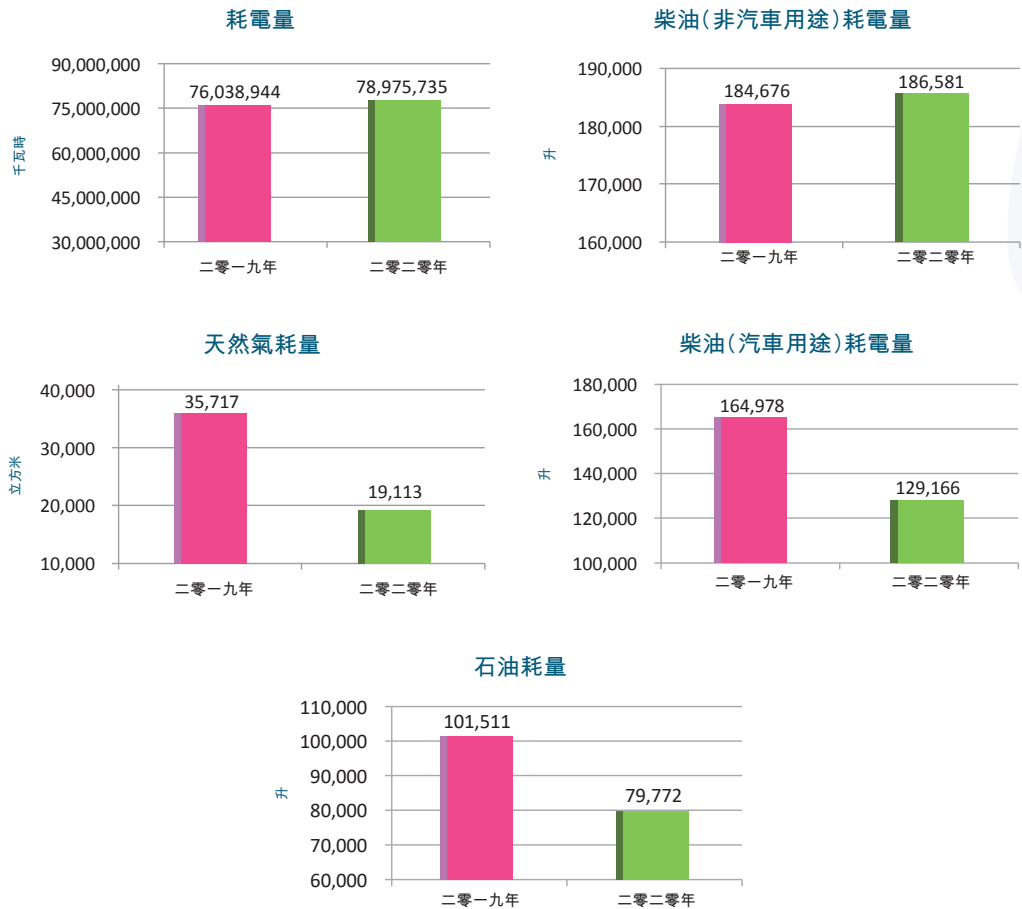 耗電量
千瓦時
90,000,000
75,000,000
60,000,000
45,000,000
30,000,000
76,038,944
78,975,735
二零一九年
二零二零年
柴油(非汽車用途)耗電量
升
190,000
180,000
170,000
160,000
184,676
186,581
二零一九年
二零二零年
天然氣耗量
立方米
40,000
30,000
20,000
10,000
35,717
19,113
二零一九年
二零二零年
柴油(汽車用途)耗電量
升
180,000
160,000
140,000
120,000
100,000
164,978
129,166
二零一九年
二零二零年
石油耗量
升
110,000
100,000
90,000
80,000
70,000
60,000
101,511
79,772
二零一九年
二零二零年